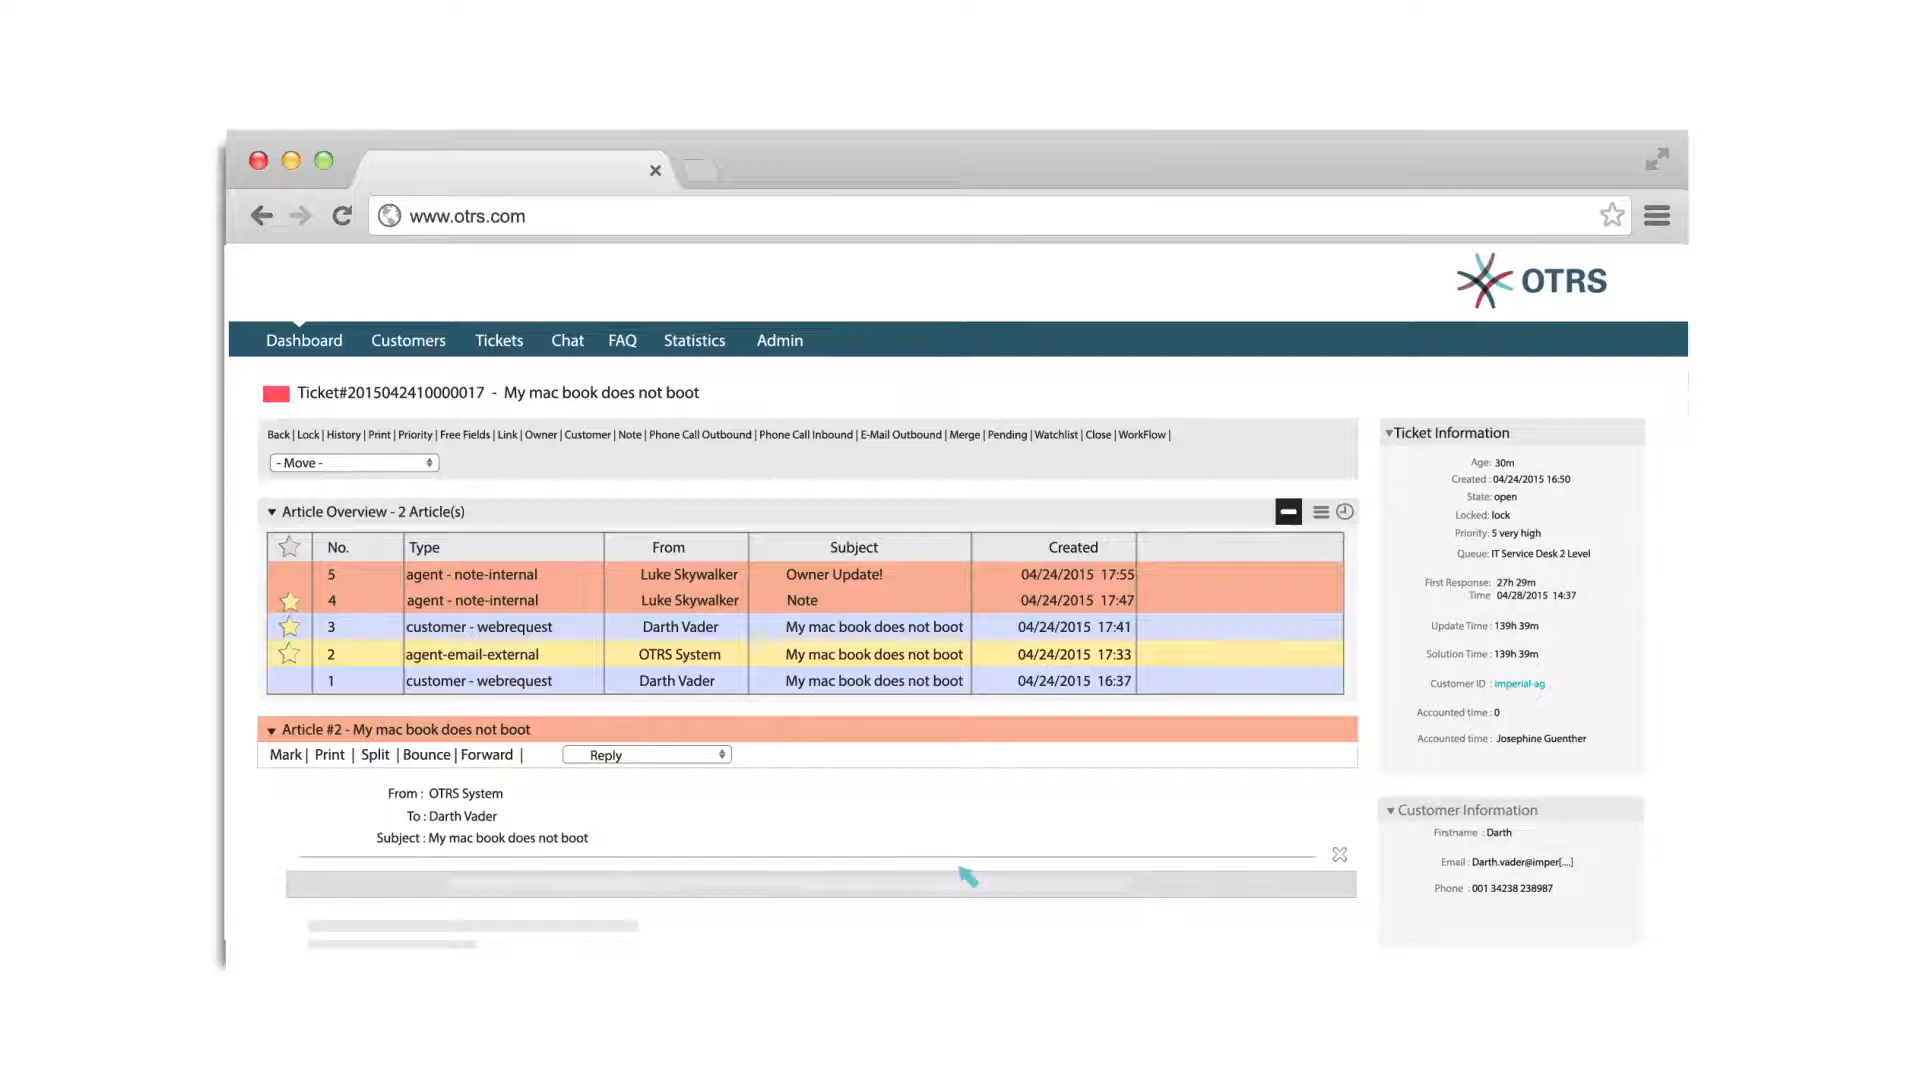 www.otrs.com
OTRS
Dashboard Customers Tickets Chat FAQ Statistics Admin
Ticket#2015042410000017 - My mac book does not boot
Back | Lock | History | Print | Priority | Free Fields | Link | Owner | Customer | Note | Phone Call Outbound | Phone Call Inbound | E-Mail Outbound | Merge | Pending | Watchlist | Close | WorkFlow |
- Move -
Article Overview - 2 Article(s)
No. Type From Subject Created
5 agent - note-internal Luke Skywalker Owner Update! 04/24/2015 17:55
4 agent - note-internal Luke Skywalker Note 04/24/2015 17:47
3 customer - webrequest Darth Vader My mac book does not boot 04/24/2015 17:41
2 agent-email-external OTRS System My mac book does not boot 04/24/2015 17:33
1 customer - webrequest Darth Vader My mac book does not boot 04/24/2015 16:37
Article #2 - My mac book does not boot
Mark | Print | Split | Bounce | Forward | Reply
From : OTRS System
To : Darth Vader
Subject : My mac book does not boot
Ticket Information
Age: 30m
Created : 04/24/2015 16:50
State: open
Locked: lock
Priority: 5 very high
Queue: IT Service Desk 2 Level
First Response: 27h 29m
Time 04/28/2015 14:37
Update Time : 139h 39m
Solution Time : 139h 39m
Customer ID : imperial-ag
Accounted time : 0
Accounted time : Josephine Guenther
Customer Information
Firstname : Darth
Email : Darth.vader@imper[...]
Phone : 001 34238 238987